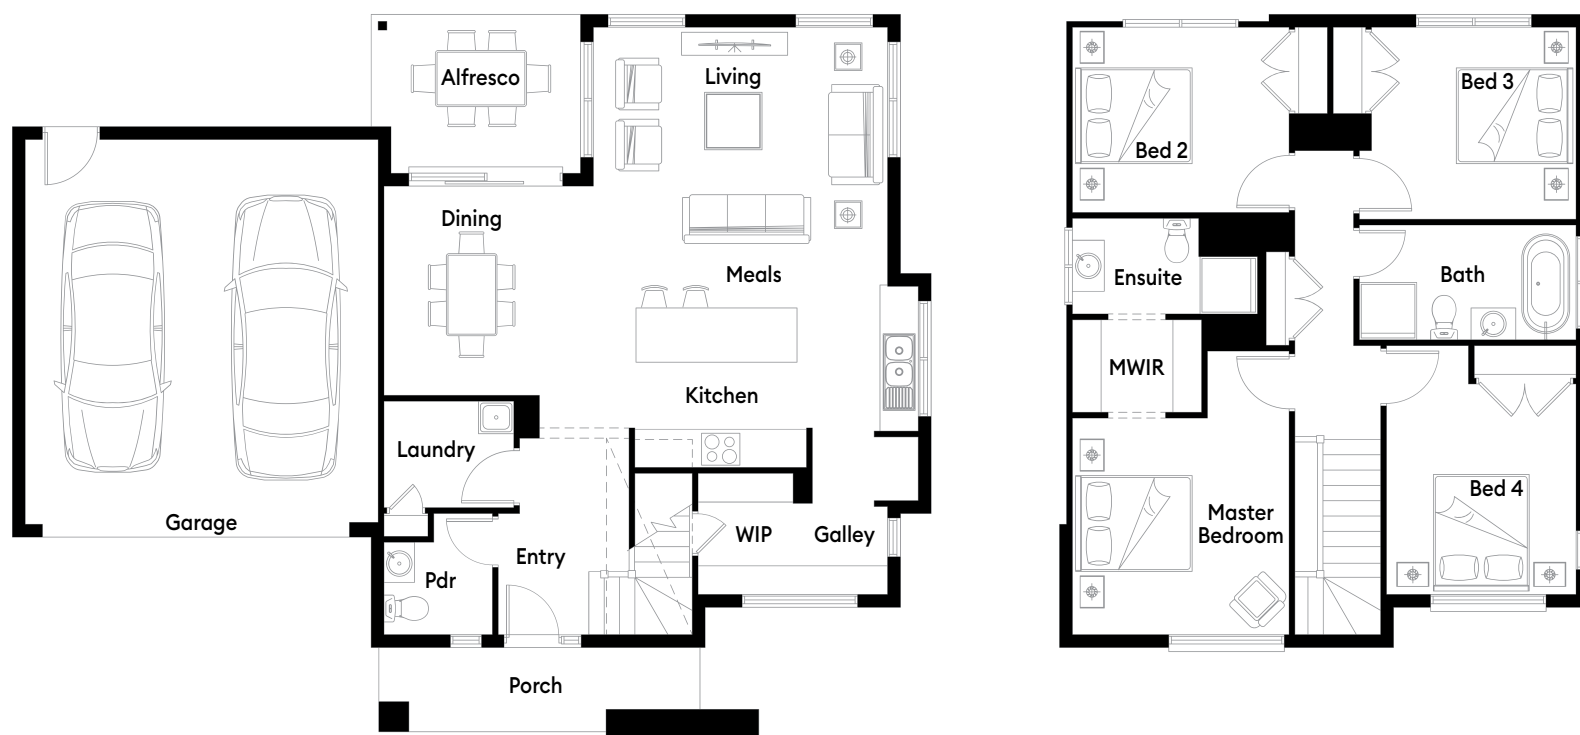 Alfresco
Living
Dining
Meals
Kitchen
Laundry
Garage
WIP
Galley
Entry
Pdr
Porch
Bed 2
Bed 3
Ensuite
Bath
MWIR
Bed 4
Master
Bedroom